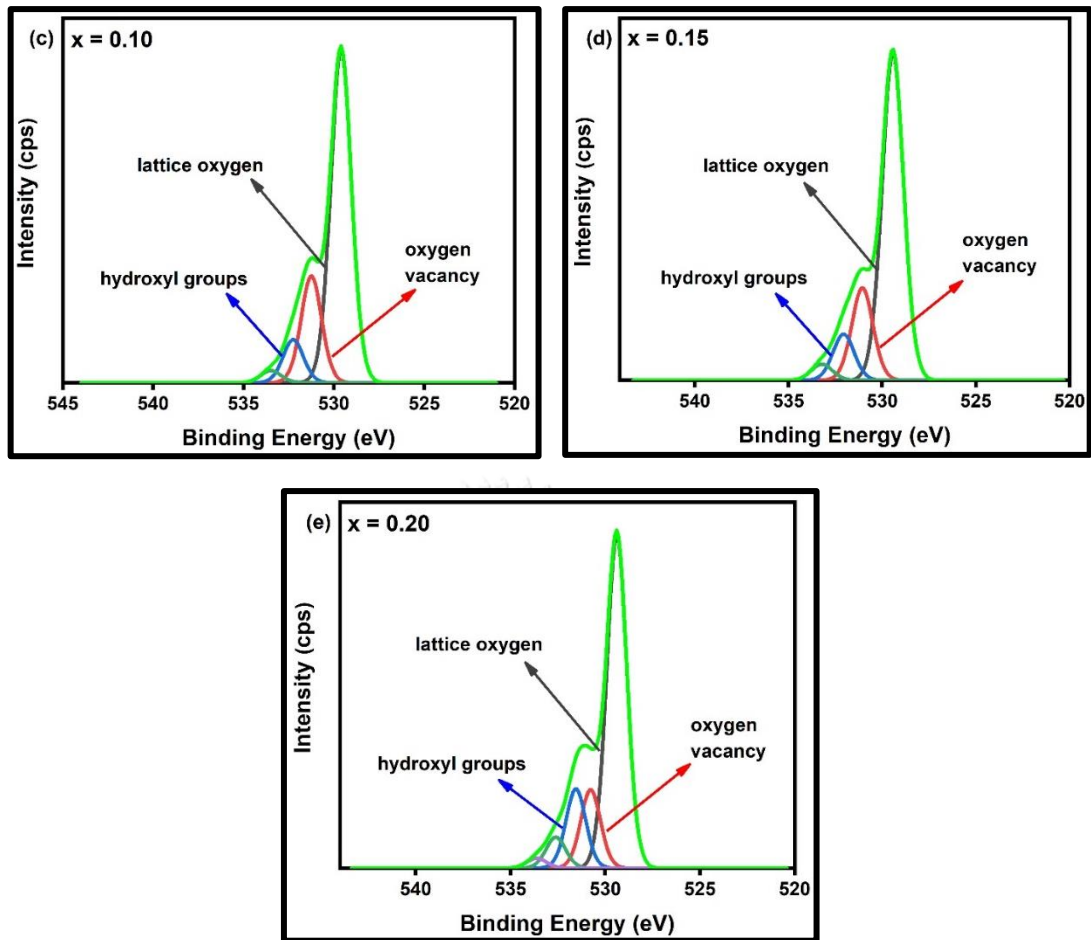 (c) x = 0.10
Intensity (cps)
lattice oxygen
hydroxyl groups
oxygen
vacancy
545 540 535 530 525 520
Binding Energy (eV)
(d) x = 0.15
Intensity (cps)
lattice oxygen
hydroxyl groups
oxygen
vacancy
540 535 530 525 520
Binding Energy (eV)
(e) x = 0.20
Intensity (cps)
lattice oxygen
hydroxyl groups
oxygen
vacancy
540 535 530 525 520
Binding Energy (eV)